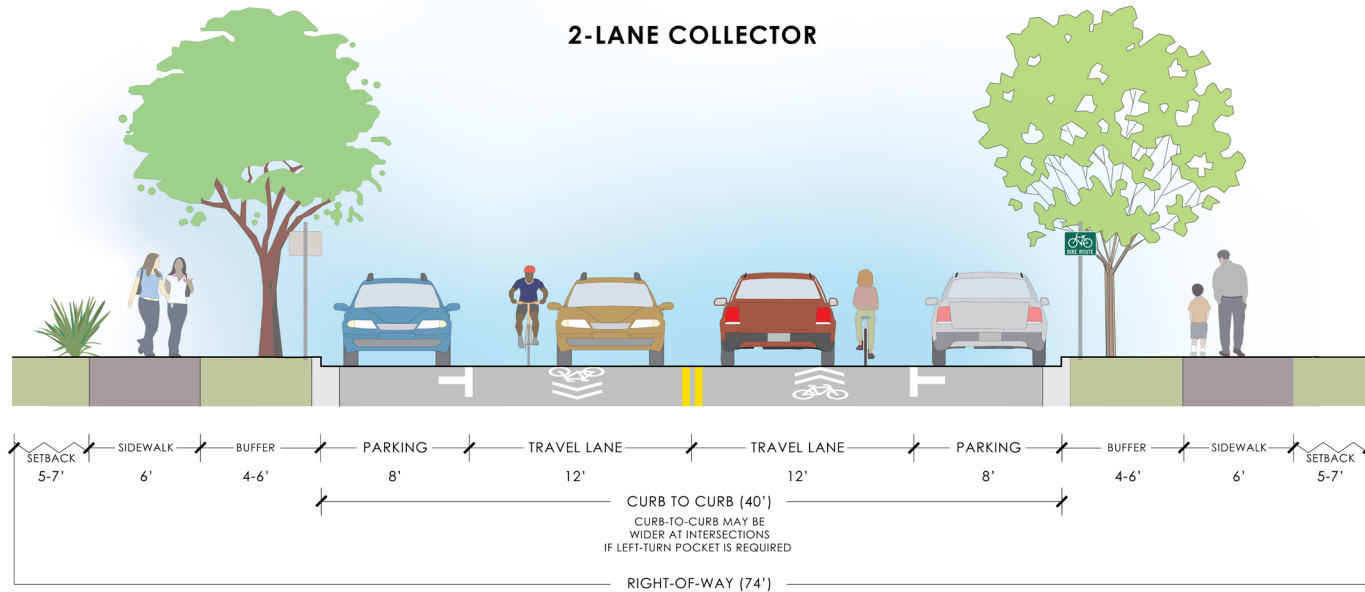 2-LANE COLLECTOR
BIKE ROUTE
SETBACK
SIDEWALK
BUFFER
PARKING
TRAVEL LANE
TRAVEL LANE
PARKING
BUFFER
SIDEWALK
SETBACK
5-7'
6'
4-6'
8'
12'
12'
8'
4-6'
6'
5-7'
CURB TO CURB (40')
CURB-TO-CURB MAY BE
WIDER AT INTERSECTIONS
IF LEFT-TURN POCKET IS REQUIRED
RIGHT-OF-WAY (74')